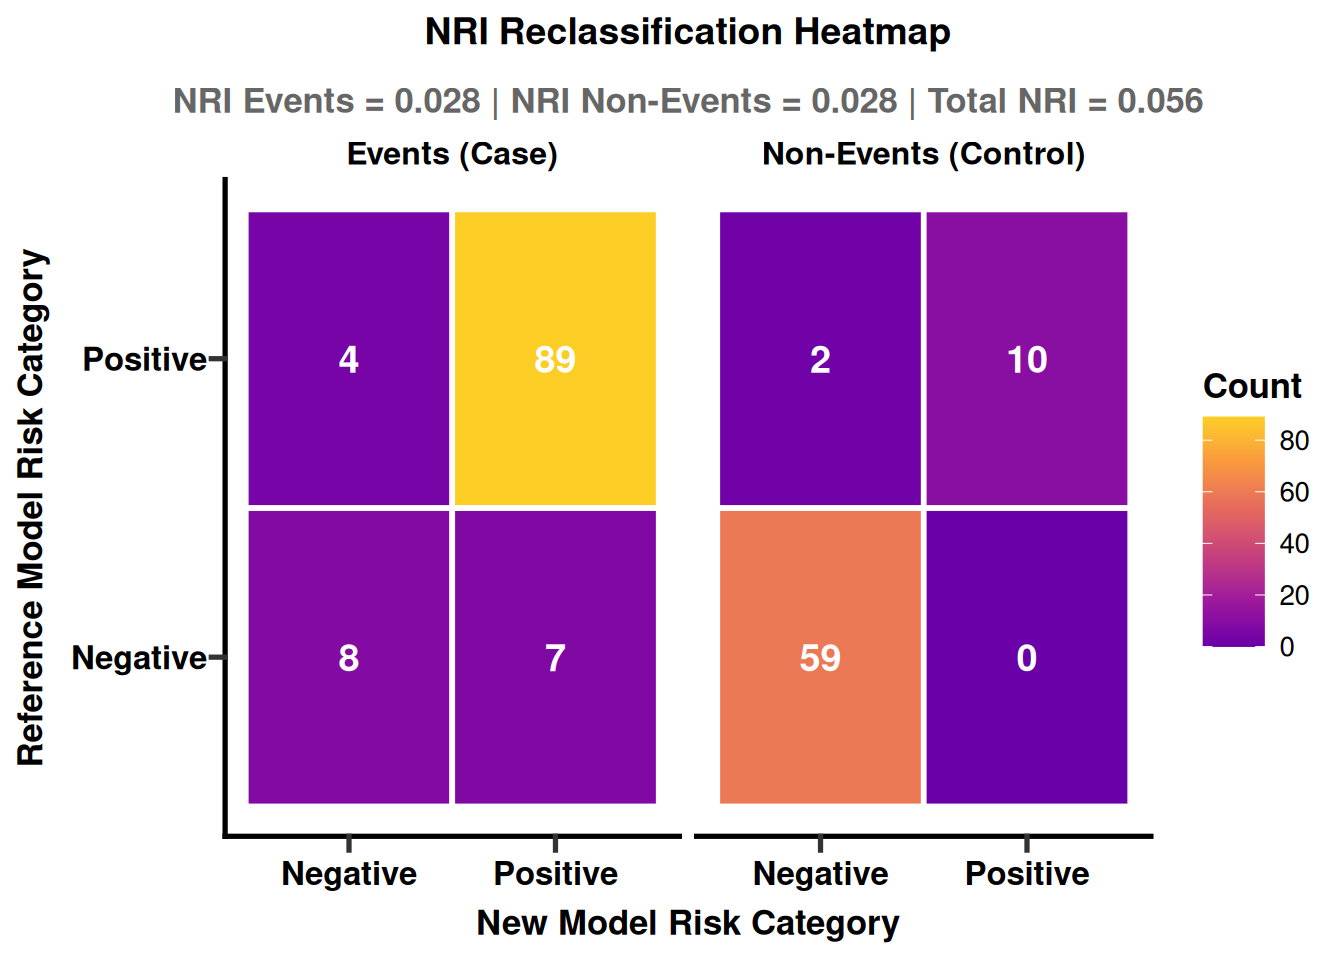 NRI Reclassification Heatmap
NRI Events = 0.028 | NRI Non-Events = 0.028 | Total NRI = 0.056
Events (Case)
Non-Events (Control)
Reference Model Risk Category
Positive
4
89
2
10
Negative
8
7
59
0
Negative
Positive
Negative
Positive
New Model Risk Category
Count
80
60
40
20
0